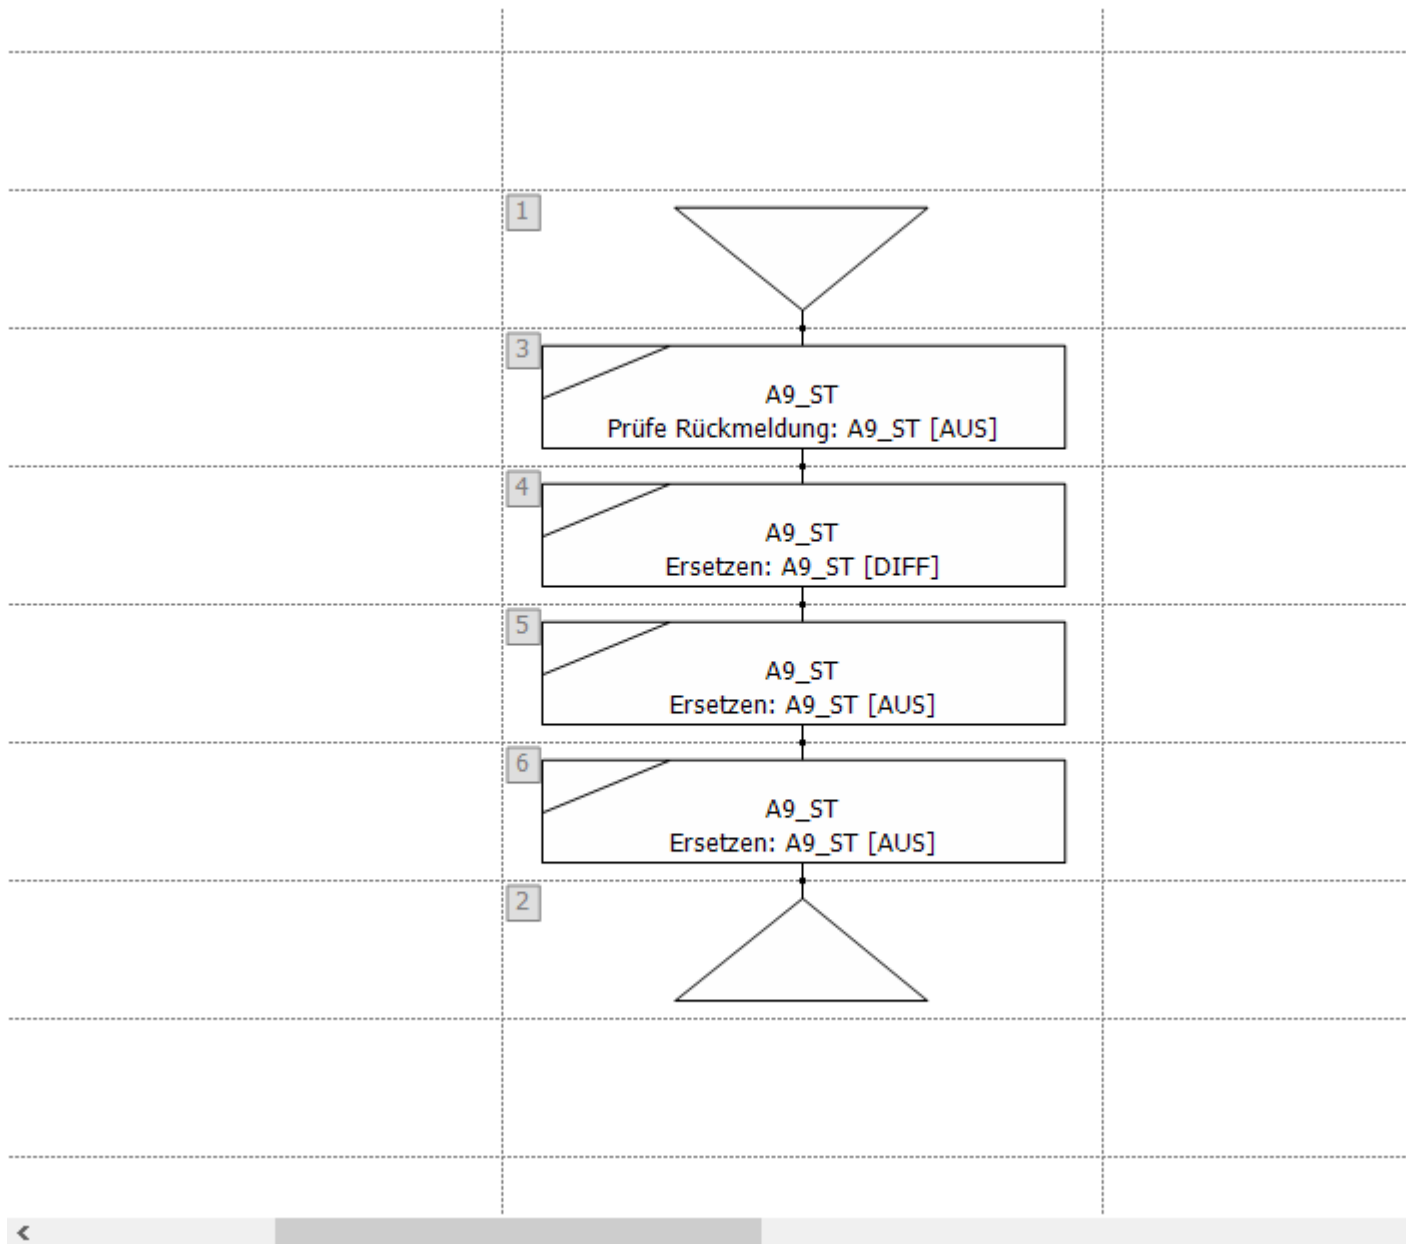 1
3
A9_ST
Prüfe Rückmeldung: A9_ST [AUS]
4
A9_ST
Ersetzen: A9_ST [DIFF]
5
A9_ST
Ersetzen: A9_ST [AUS]
6
A9_ST
Ersetzen: A9_ST [AUS]
2